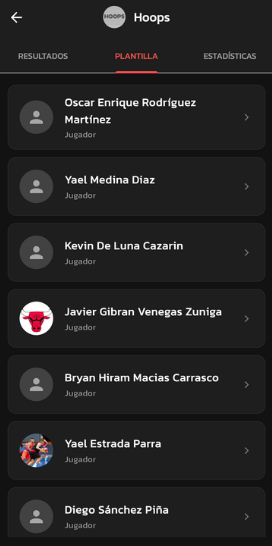 HOOPS
Hoops
RESULTADOS
PLANTILLA
ESTADÍSTICAS
Oscar Enrique Rodríguez
Martínez
Jugador
Yael Medina Diaz
Jugador
Kevin De Luna Cazarin
Jugador
Javier Gibran Venegas Zuniga
Jugador
Bryan Hiram Macias Carrasco
Jugador
Yael Estrada Parra
Jugador
Diego Sánchez Piña
Jugador